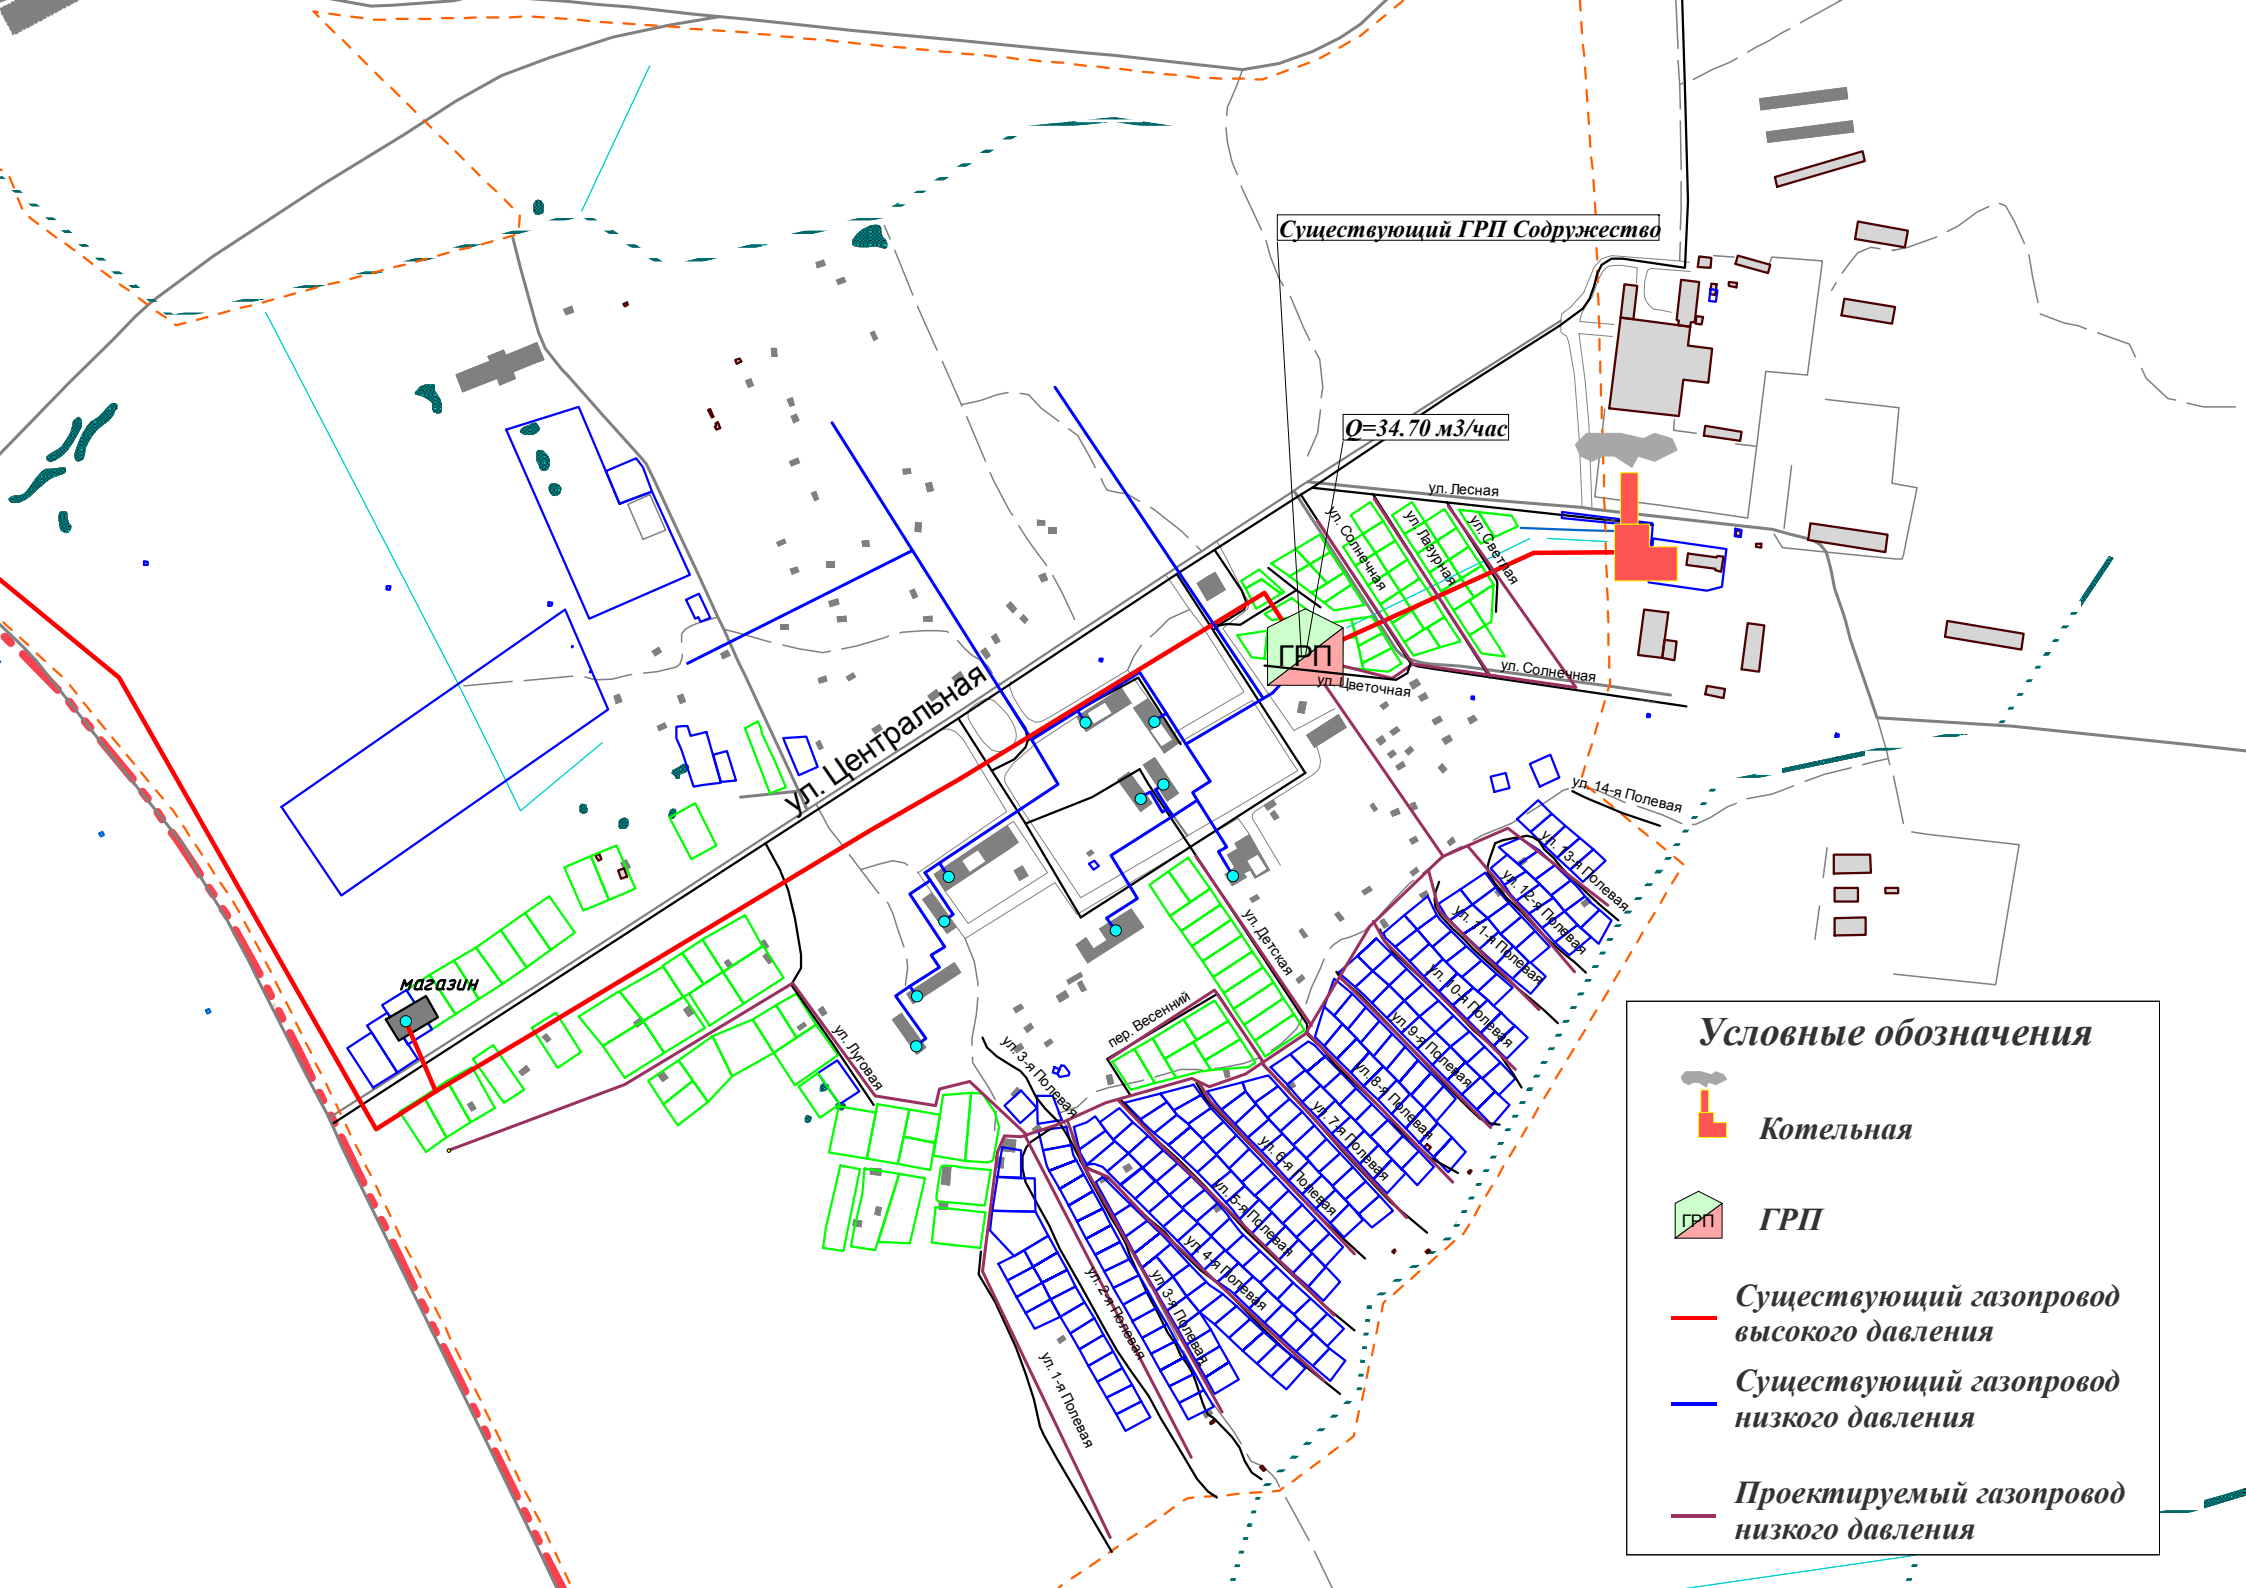 Существующий ГРП Содружество
Q=34.70 м3/час
ул. Лесная
ул. Солнечная
ул. Лазурная
ул. Светлая
ГРП
ул. Цветочная
ул. Солнечная
ул. Центральная
ул. 14-я Полевая
ул. 13-я Полевая
ул. 12-я Полевая
ул. 11-я Полевая
ул. 10-я Полевая
ул. 9-я Полевая
ул. 8-я Полевая
ул. 7-я Полевая
ул. 6-я Полевая
ул. 5-я Полевая
ул. 4-я Полевая
ул. 3-я Полевая
ул. 2-я Полевая
ул. 1-я Полевая
ул. 3-я Полевая
ул. Детская
пер. Весенний
ул. Луговая
магазин
Условные обозначения
Котельная
ГРП
ГРП
Существующий газопровод
высокого давления
Существующий газопровод
низкого давления
Проектируемый газопровод
низкого давления